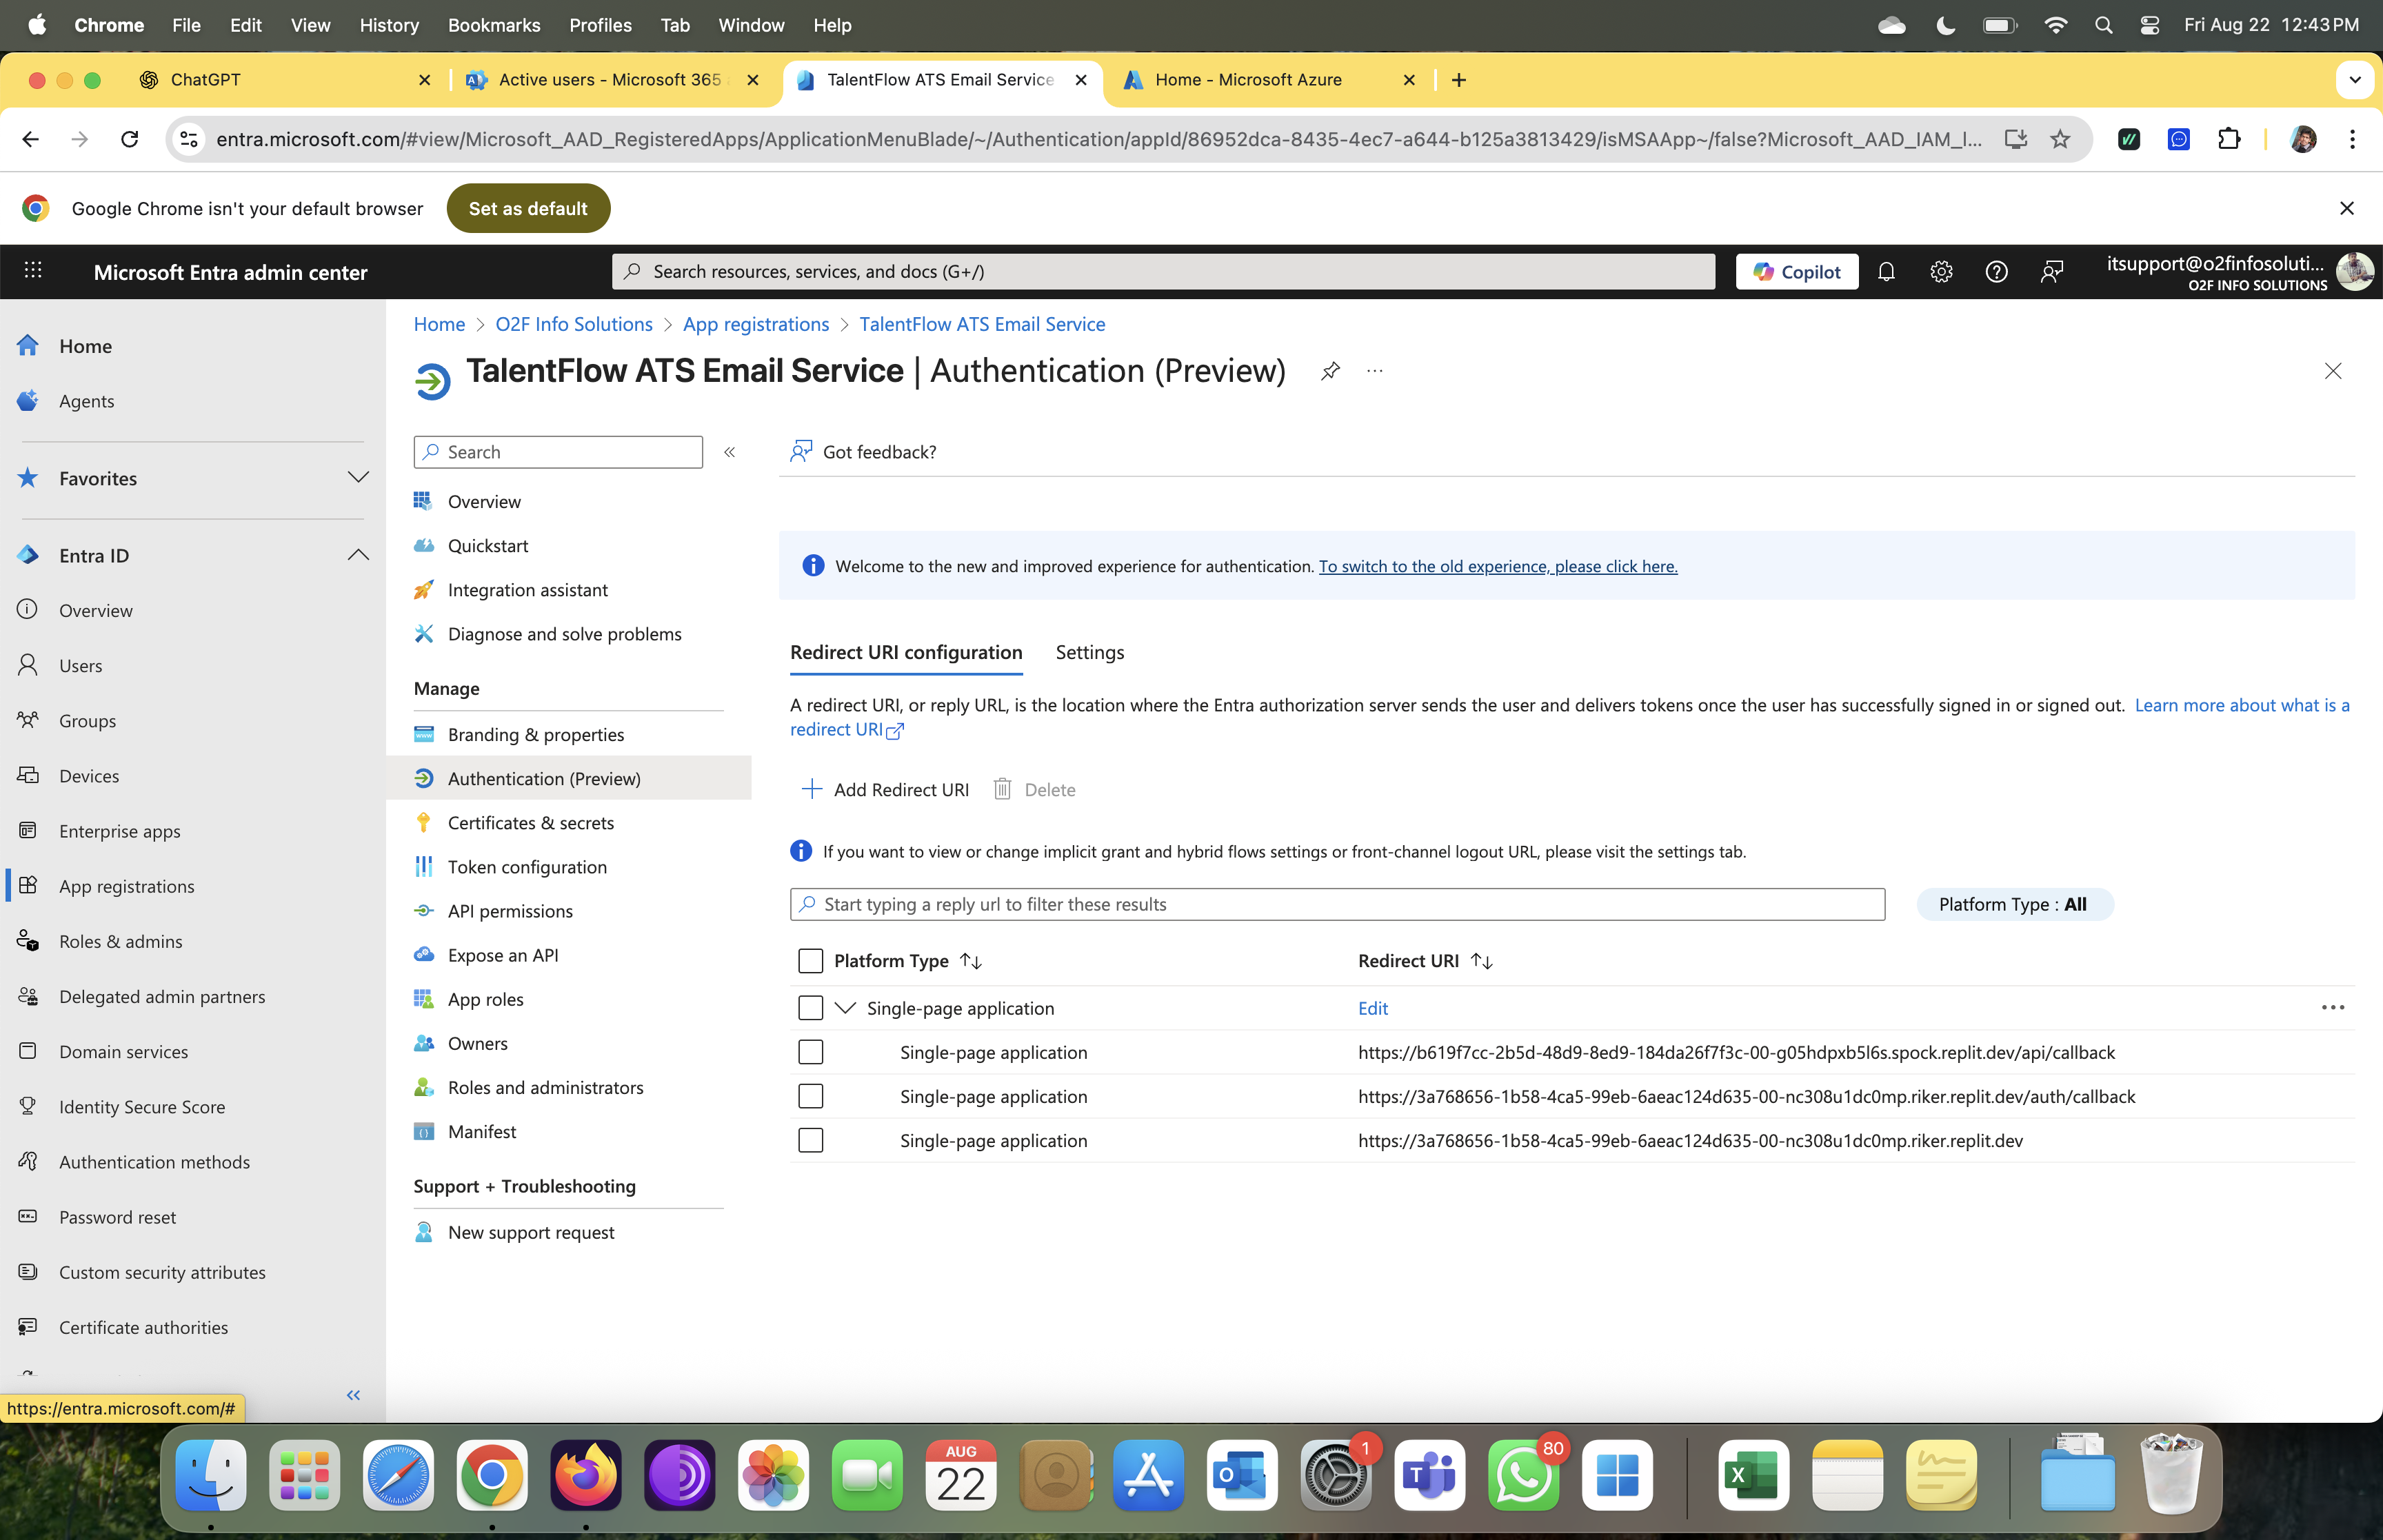 Chrome File Edit View History Bookmarks Profiles Tab Window Help Fri Aug 22 12:43 PM
ChatGPT Active users - Microsoft 365 TalentFlow ATS Email Service Home - Microsoft Azure
entra.microsoft.com/#view/Microsoft_AAD_RegisteredApps/ApplicationMenuBlade/~/Authentication/appId/86952dca-8435-4ec7-a644-b125a3813429/isMSAApp~/false?Microsoft_AAD_IAM_l...
Google Chrome isn't your default browser Set as default
Microsoft Entra admin center
Search resources, services, and docs (G+/)
Copilot
itsupport@o2finfosoluti...
O2F INFO SOLUTIONS
Home
Agents
Favorites
Entra ID
Overview
Users
Groups
Devices
Enterprise apps
App registrations
Roles & admins
Delegated admin partners
Domain services
Identity Secure Score
Authentication methods
Password reset
Custom security attributes
Certificate authorities
https://entra.microsoft.com/#
Home > O2F Info Solutions > App registrations > TalentFlow ATS Email Service
TalentFlow ATS Email Service | Authentication (Preview)
Search
Overview
Quickstart
Integration assistant
Diagnose and solve problems
Manage
Branding & properties
Authentication (Preview)
Certificates & secrets
Token configuration
API permissions
Expose an API
App roles
Owners
Roles and administrators
Manifest
Support + Troubleshooting
New support request
Got feedback?
Welcome to the new and improved experience for authentication. To switch to the old experience, please click here.
Redirect URI configuration Settings
A redirect URI, or reply URL, is the location where the Entra authorization server sends the user and delivers tokens once the user has successfully signed in or signed out. Learn more about what is a
redirect URI
Add Redirect URI Delete
If you want to view or change implicit grant and hybrid flows settings or front-channel logout URL, please visit the settings tab.
Start typing a reply url to filter these results
Platform Type : All
Platform Type Redirect URI
Single-page application Edit
Single-page application https://b619f7cc-2b5d-48d9-8ed9-184da26f7f3c-00-g05hdpxb5l6s.spock.replit.dev/api/callback
Single-page application https://3a768656-1b58-4ca5-99eb-6aeac124d635-00-nc308u1dc0mp.riker.replit.dev/auth/callback
Single-page application https://3a768656-1b58-4ca5-99eb-6aeac124d635-00-nc308u1dc0mp.riker.replit.dev
AUG
22
1
80